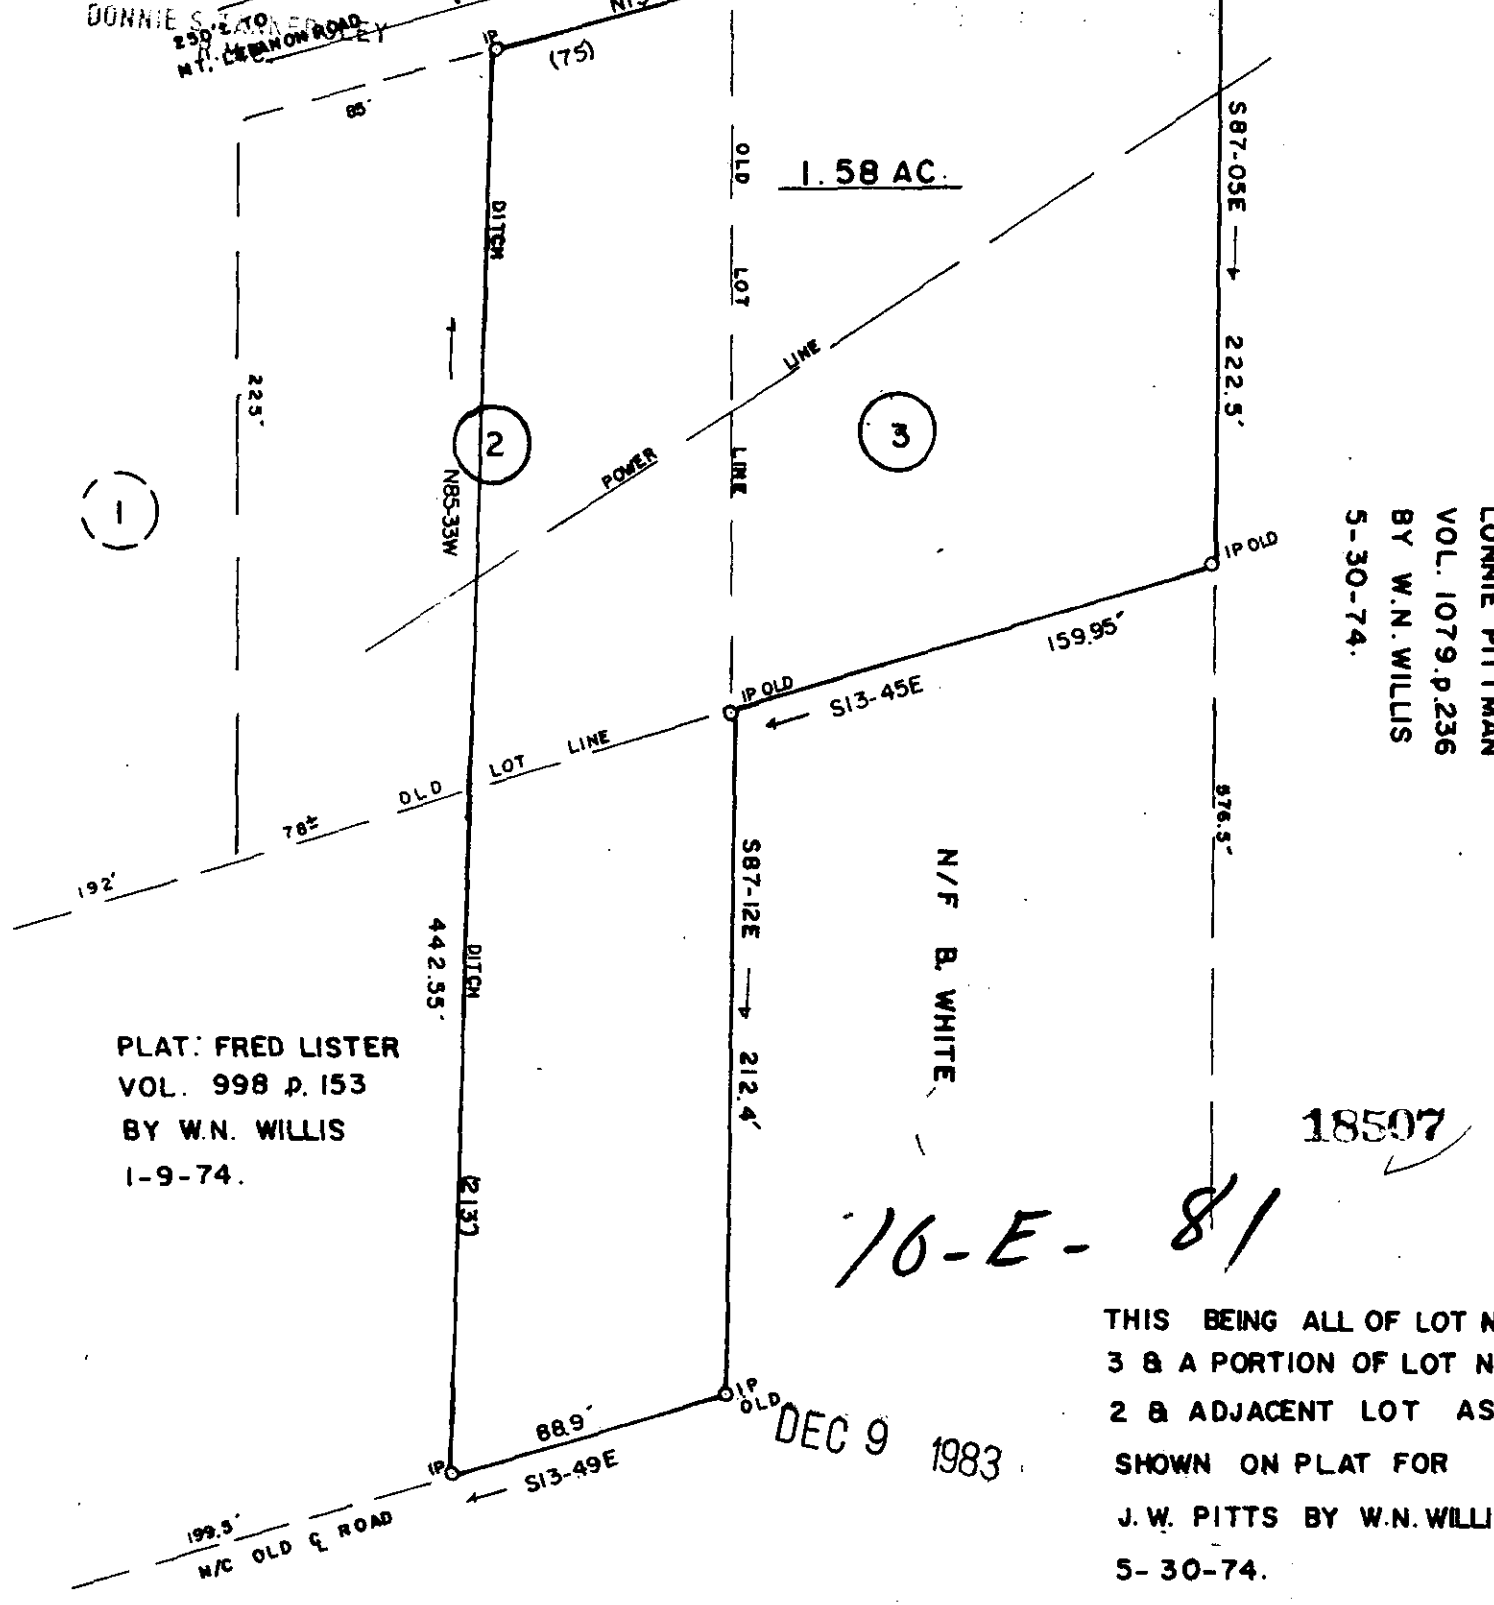 DONNIE S. TANKERSLEY
250'± TO
MT. LEBANON ROAD
IP
(75)
85'
OLD LOT LINE
1.58 AC.
S87-05E
222.5'
DITCH
225'
POWER LINE
1
2
3
N85-33W
IP OLD
159.95'
S13-45E
IP OLD
LONNIE PITTMAN
VOL. 1079.p.236
BY W.N. WILLIS
5-30-74.
OLD LOT LINE
78±
192'
576.5'
S87-12E
212.4'
N/F B. WHITE
442.55'
DITCH
PLAT: FRED LISTER
VOL. 998 p. 153
BY W.N. WILLIS
1-9-74.
(213')
18507
16-E- 81
IP
OLD
DEC 9 1983
88.9'
IP
S13-49E
199.5'
N/C OLD ℄ ROAD
THIS BEING ALL OF LOT N
3 & A PORTION OF LOT N
2 & ADJACENT LOT AS
SHOWN ON PLAT FOR
J.W. PITTS BY W.N. WILLI
5-30-74.